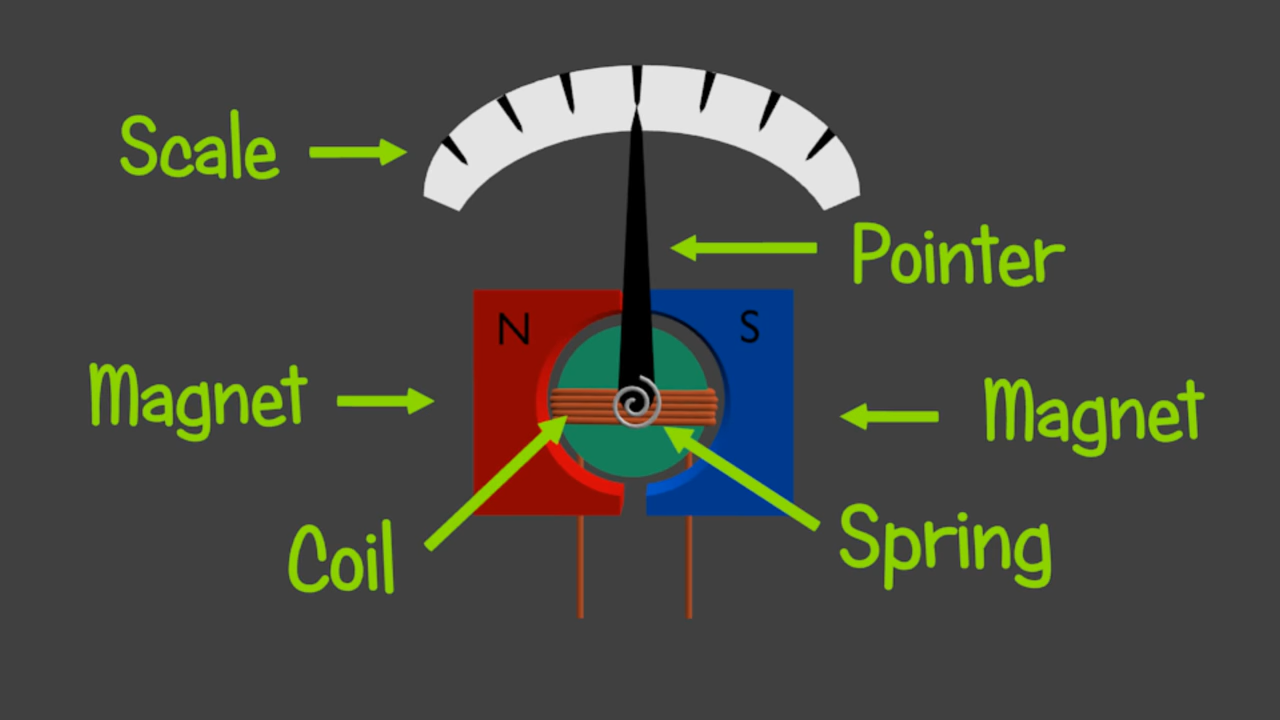 Scale
Pointer
N
S
Magnet
Magnet
Coil
Spring